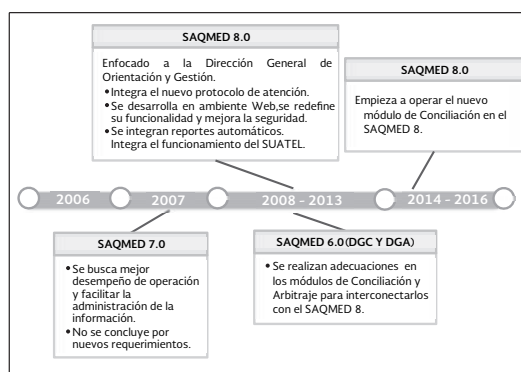 SAQMED 8.0
Enfocado a la Dirección General de
Orientación y Gestión.
•Integra el nuevo protocolo de atención.
•Se desarrolla en ambiente Web,se redefine
su funcionalidad y mejora la seguridad.
•Se integran reportes automáticos.
Integra el funcionamiento del SUATEL.
SAQMED 8.0
Empieza a operar el nuevo
módulo de Conciliación en el
SAQMED 8.
2006
2007
2008 - 2013
2014 - 2016
SAQMED 7.0
•Se busca mejor
desempeño de operación
y facilitar la
administración de la
información.
•No se concluye por
nuevos requerimientos.
SAQMED 6.0(DGC Y DGA)
•Se realizan adecuaciones en
los módulos de Conciliación y
Arbitraje para interconectarlos
con el SAQMED 8.